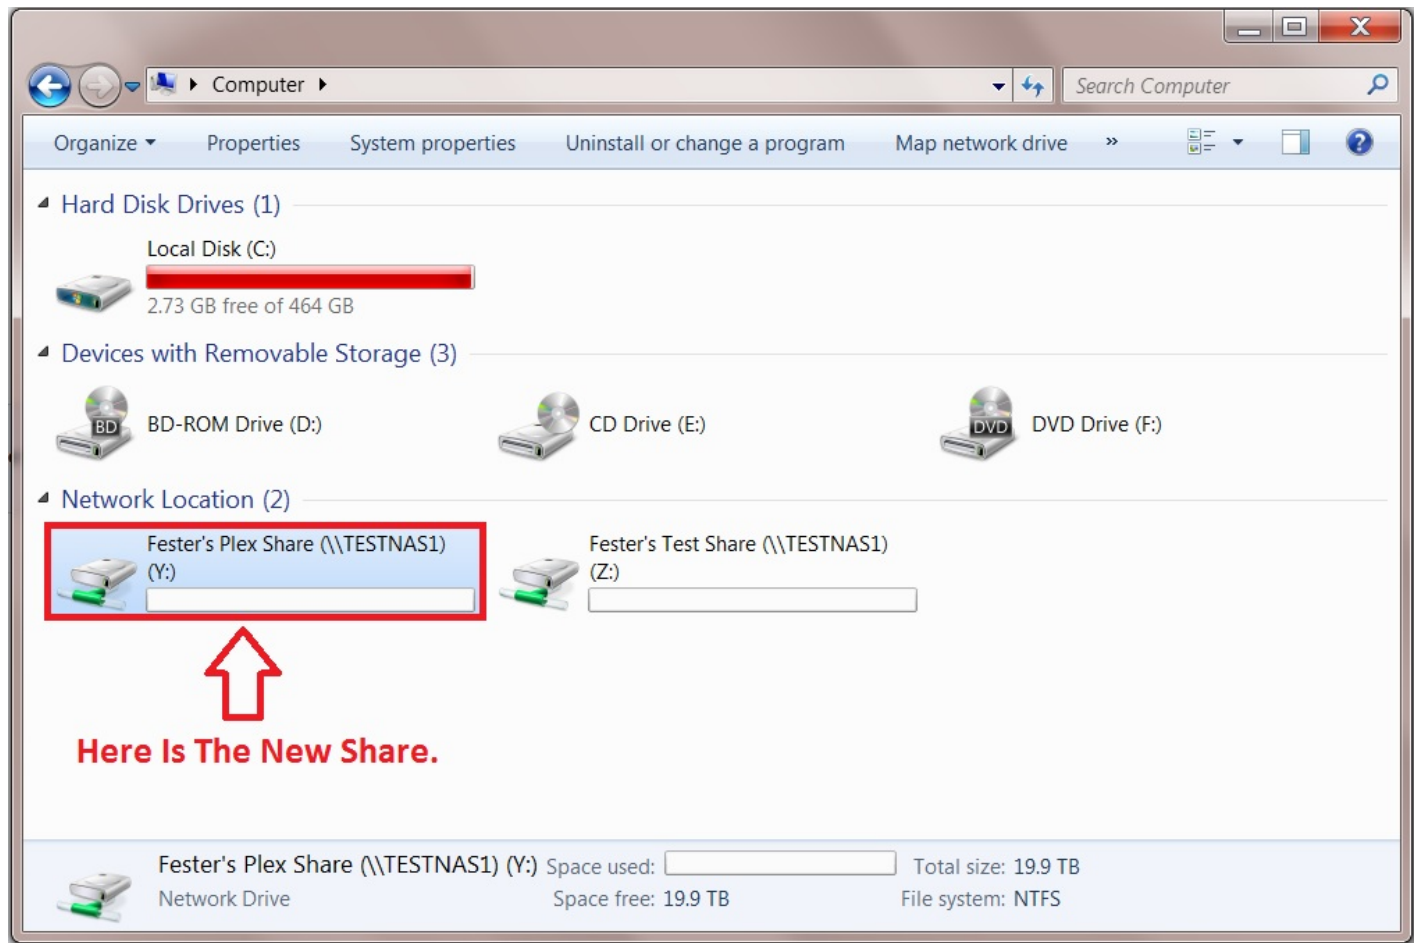 Computer
Search Computer
Organize Properties System properties Uninstall or change a program Map network drive »
Hard Disk Drives (1)
Local Disk (C:)
2.73 GB free of 464 GB
Devices with Removable Storage (3)
BD BD-ROM Drive (D:) CD Drive (E:) DVD DVD Drive (F:)
Network Location (2)
Fester's Plex Share (\\TESTNAS1) Fester's Test Share (\\TESTNAS1)
(Y:) (Z:)
Here Is The New Share.
Fester's Plex Share (\\TESTNAS1) (Y:) Space used: Total size: 19.9 TB
Network Drive Space free: 19.9 TB File system: NTFS